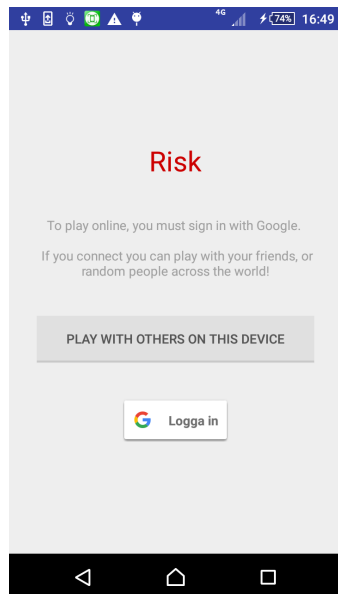 4G 74% 16:49
Risk
To play online, you must sign in with Google.
If you connect you can play with your friends, or
random people across the world!
PLAY WITH OTHERS ON THIS DEVICE
Logga in